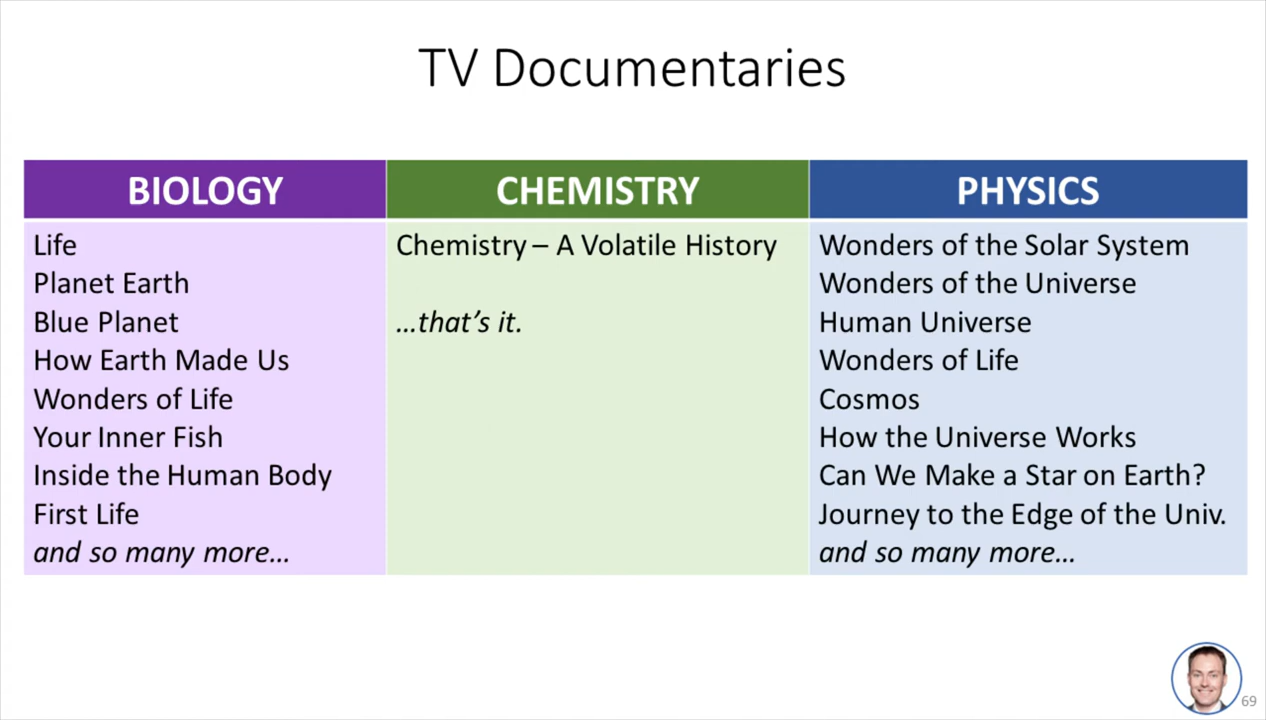 TV Documentaries
BIOLOGY
Life
Planet Earth
Blue Planet
How Earth Made Us
Wonders of Life
Your Inner Fish
Inside the Human Body
First Life
and so many more…
CHEMISTRY
Chemistry – A Volatile History
…that’s it.
PHYSICS
Wonders of the Solar System
Wonders of the Universe
Human Universe
Wonders of Life
Cosmos
How the Universe Works
Can We Make a Star on Earth?
Journey to the Edge of the Univ.
and so many more…
69